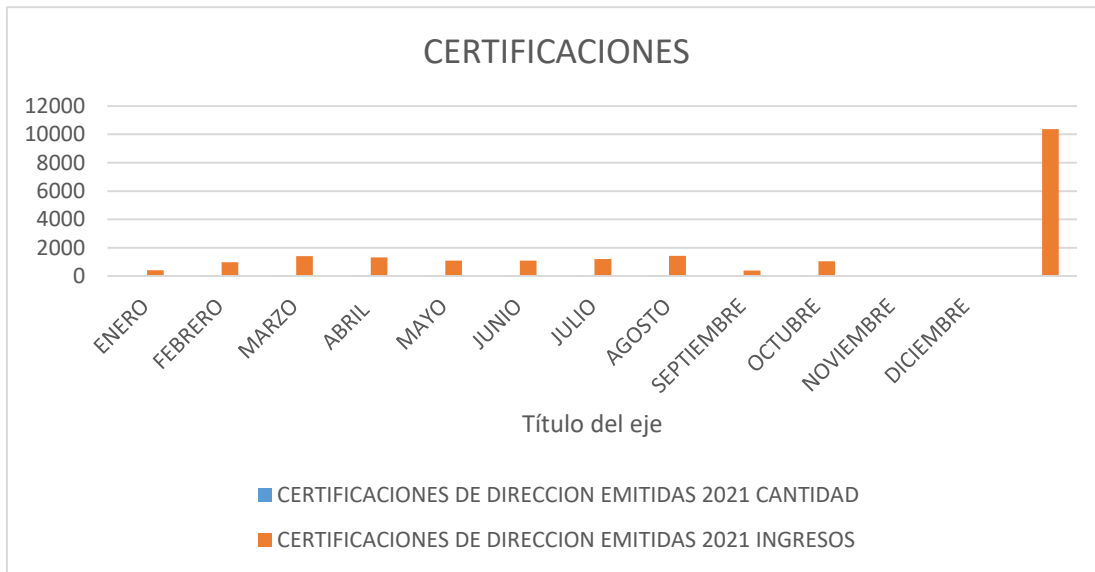 CERTIFICACIONES
12000
10000
8000
6000
4000
2000
0
ENERO
FEBRERO
MARZO
ABRIL
MAYO
JUNIO
JULIO
AGOSTO
SEPTIEMBRE
OCTUBRE
NOVIEMBRE
DICIEMBRE
Título del eje
CERTIFICACIONES DE DIRECCION EMITIDAS 2021 CANTIDAD
CERTIFICACIONES DE DIRECCION EMITIDAS 2021 INGRESOS